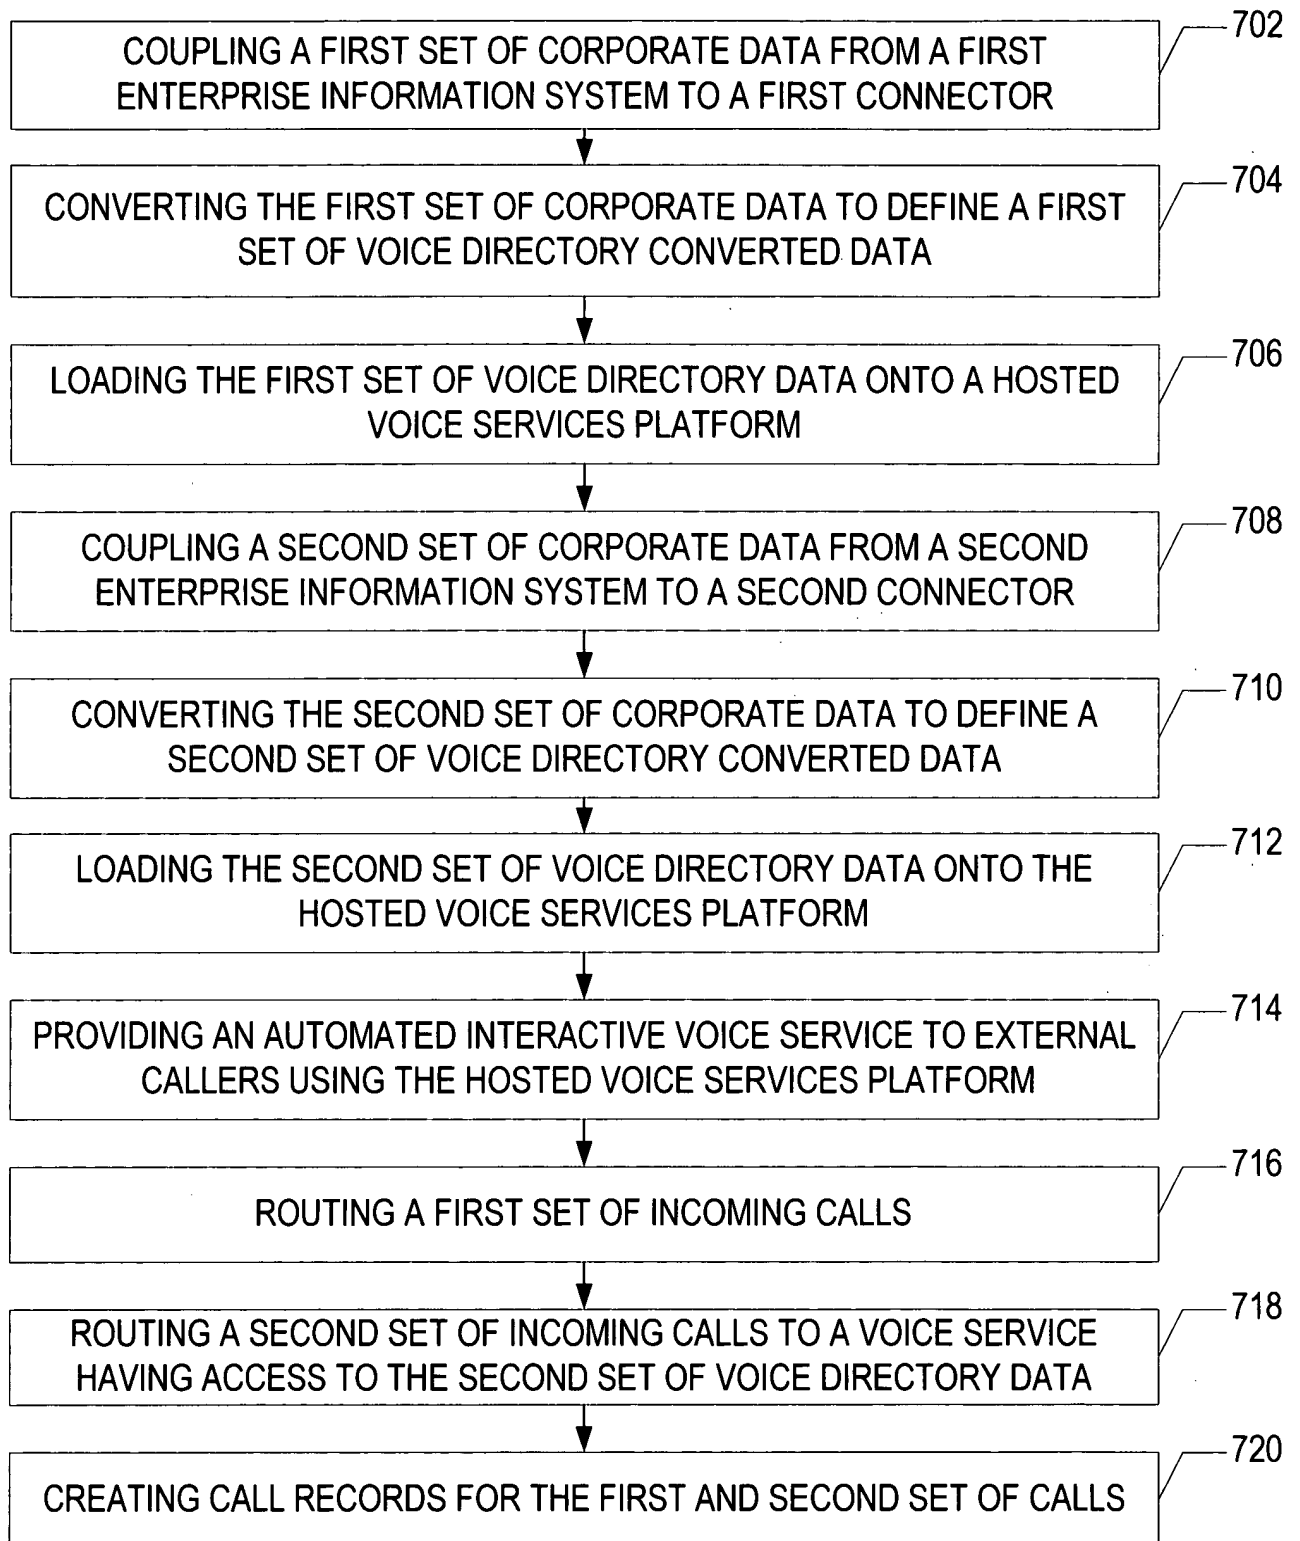 702
COUPLING A FIRST SET OF CORPORATE DATA FROM A FIRST
ENTERPRISE INFORMATION SYSTEM TO A FIRST CONNECTOR
704
CONVERTING THE FIRST SET OF CORPORATE DATA TO DEFINE A FIRST
SET OF VOICE DIRECTORY CONVERTED DATA
706
LOADING THE FIRST SET OF VOICE DIRECTORY DATA ONTO A HOSTED
VOICE SERVICES PLATFORM
708
COUPLING A SECOND SET OF CORPORATE DATA FROM A SECOND
ENTERPRISE INFORMATION SYSTEM TO A SECOND CONNECTOR
710
CONVERTING THE SECOND SET OF CORPORATE DATA TO DEFINE A
SECOND SET OF VOICE DIRECTORY CONVERTED DATA
712
LOADING THE SECOND SET OF VOICE DIRECTORY DATA ONTO THE
HOSTED VOICE SERVICES PLATFORM
714
PROVIDING AN AUTOMATED INTERACTIVE VOICE SERVICE TO EXTERNAL
CALLERS USING THE HOSTED VOICE SERVICES PLATFORM
716
ROUTING A FIRST SET OF INCOMING CALLS
718
ROUTING A SECOND SET OF INCOMING CALLS TO A VOICE SERVICE
HAVING ACCESS TO THE SECOND SET OF VOICE DIRECTORY DATA
720
CREATING CALL RECORDS FOR THE FIRST AND SECOND SET OF CALLS